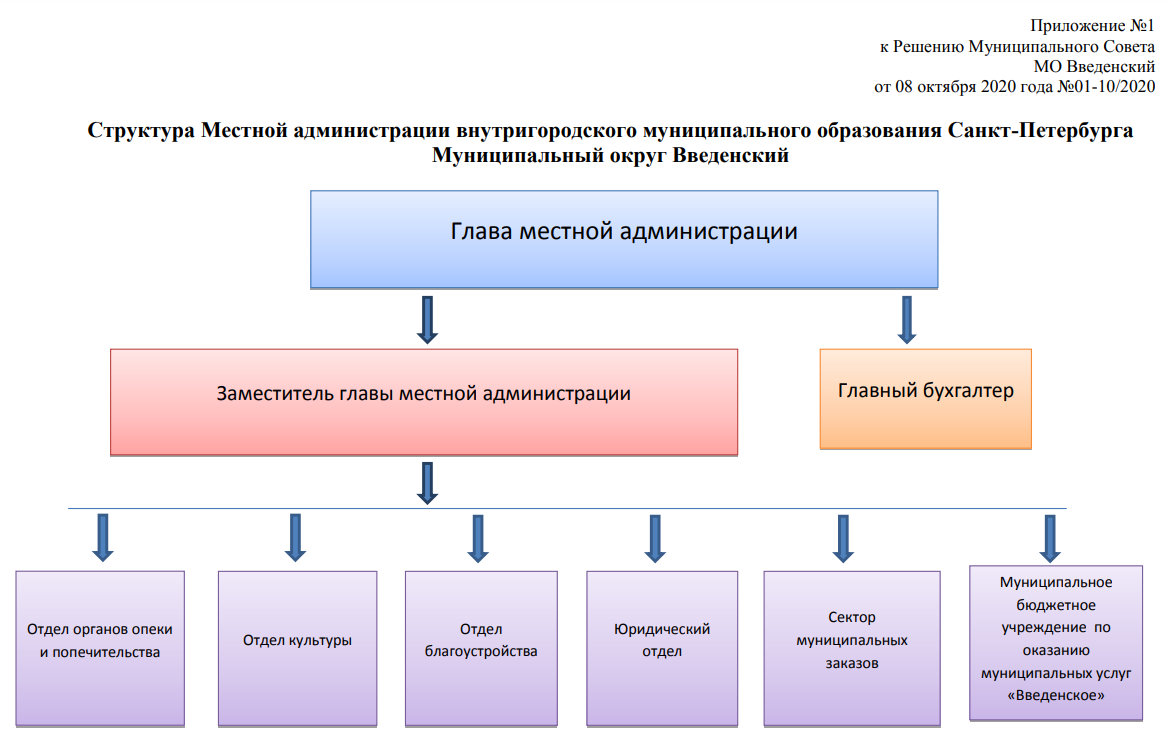 Приложение №1
к Решению Муниципального Совета
МО Введенский
от 08 октября 2020 года №01-10/2020
Структура Местной администрации внутригородского муниципального образования Санкт-Петербурга
Муниципальный округ Введенский
Глава местной администрации
Заместитель главы местной администрации
Главный бухгалтер
Отдел органов опеки
и попечительства
Отдел культуры
Отдел
благоустройства
Юридический
отдел
Сектор
муниципальных
заказов
Муниципальное
бюджетное
учреждение по
оказанию
муниципальных услуг
«Введенское»